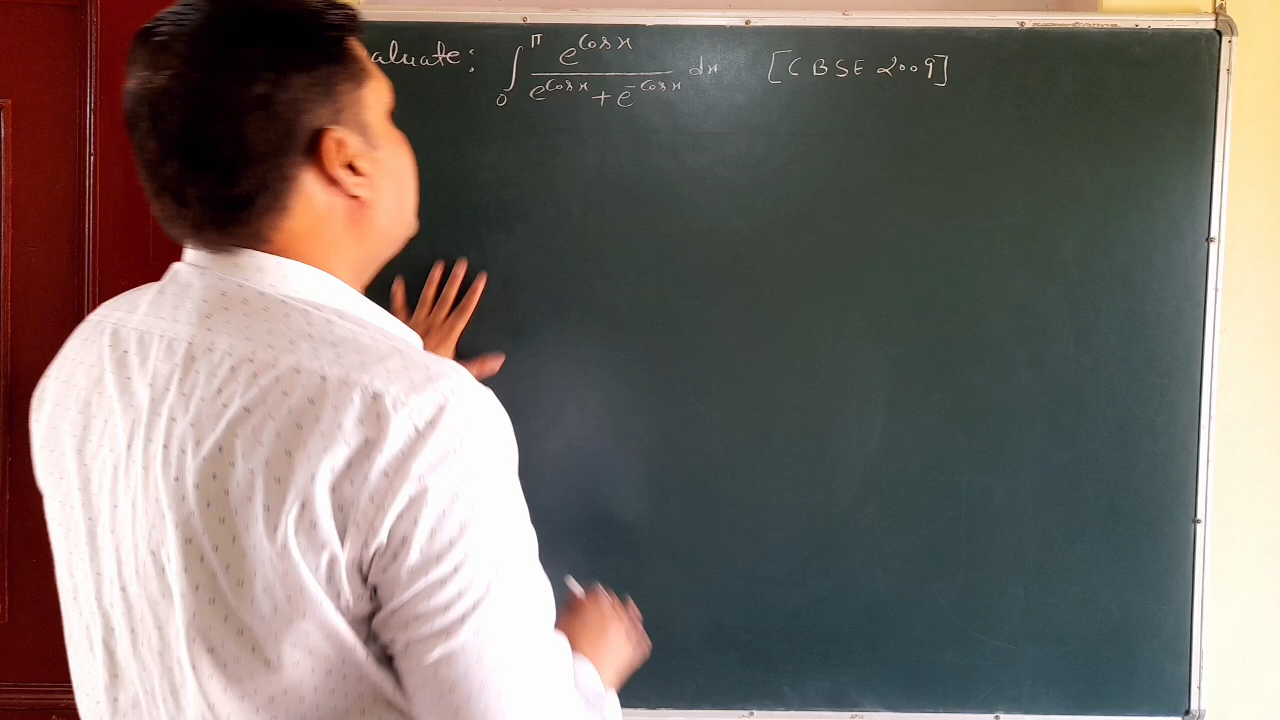 aluate: ∫₀^π e^{cos x} / (e^{cos x} + e^{-cos x}) dx [CBSE 2009]